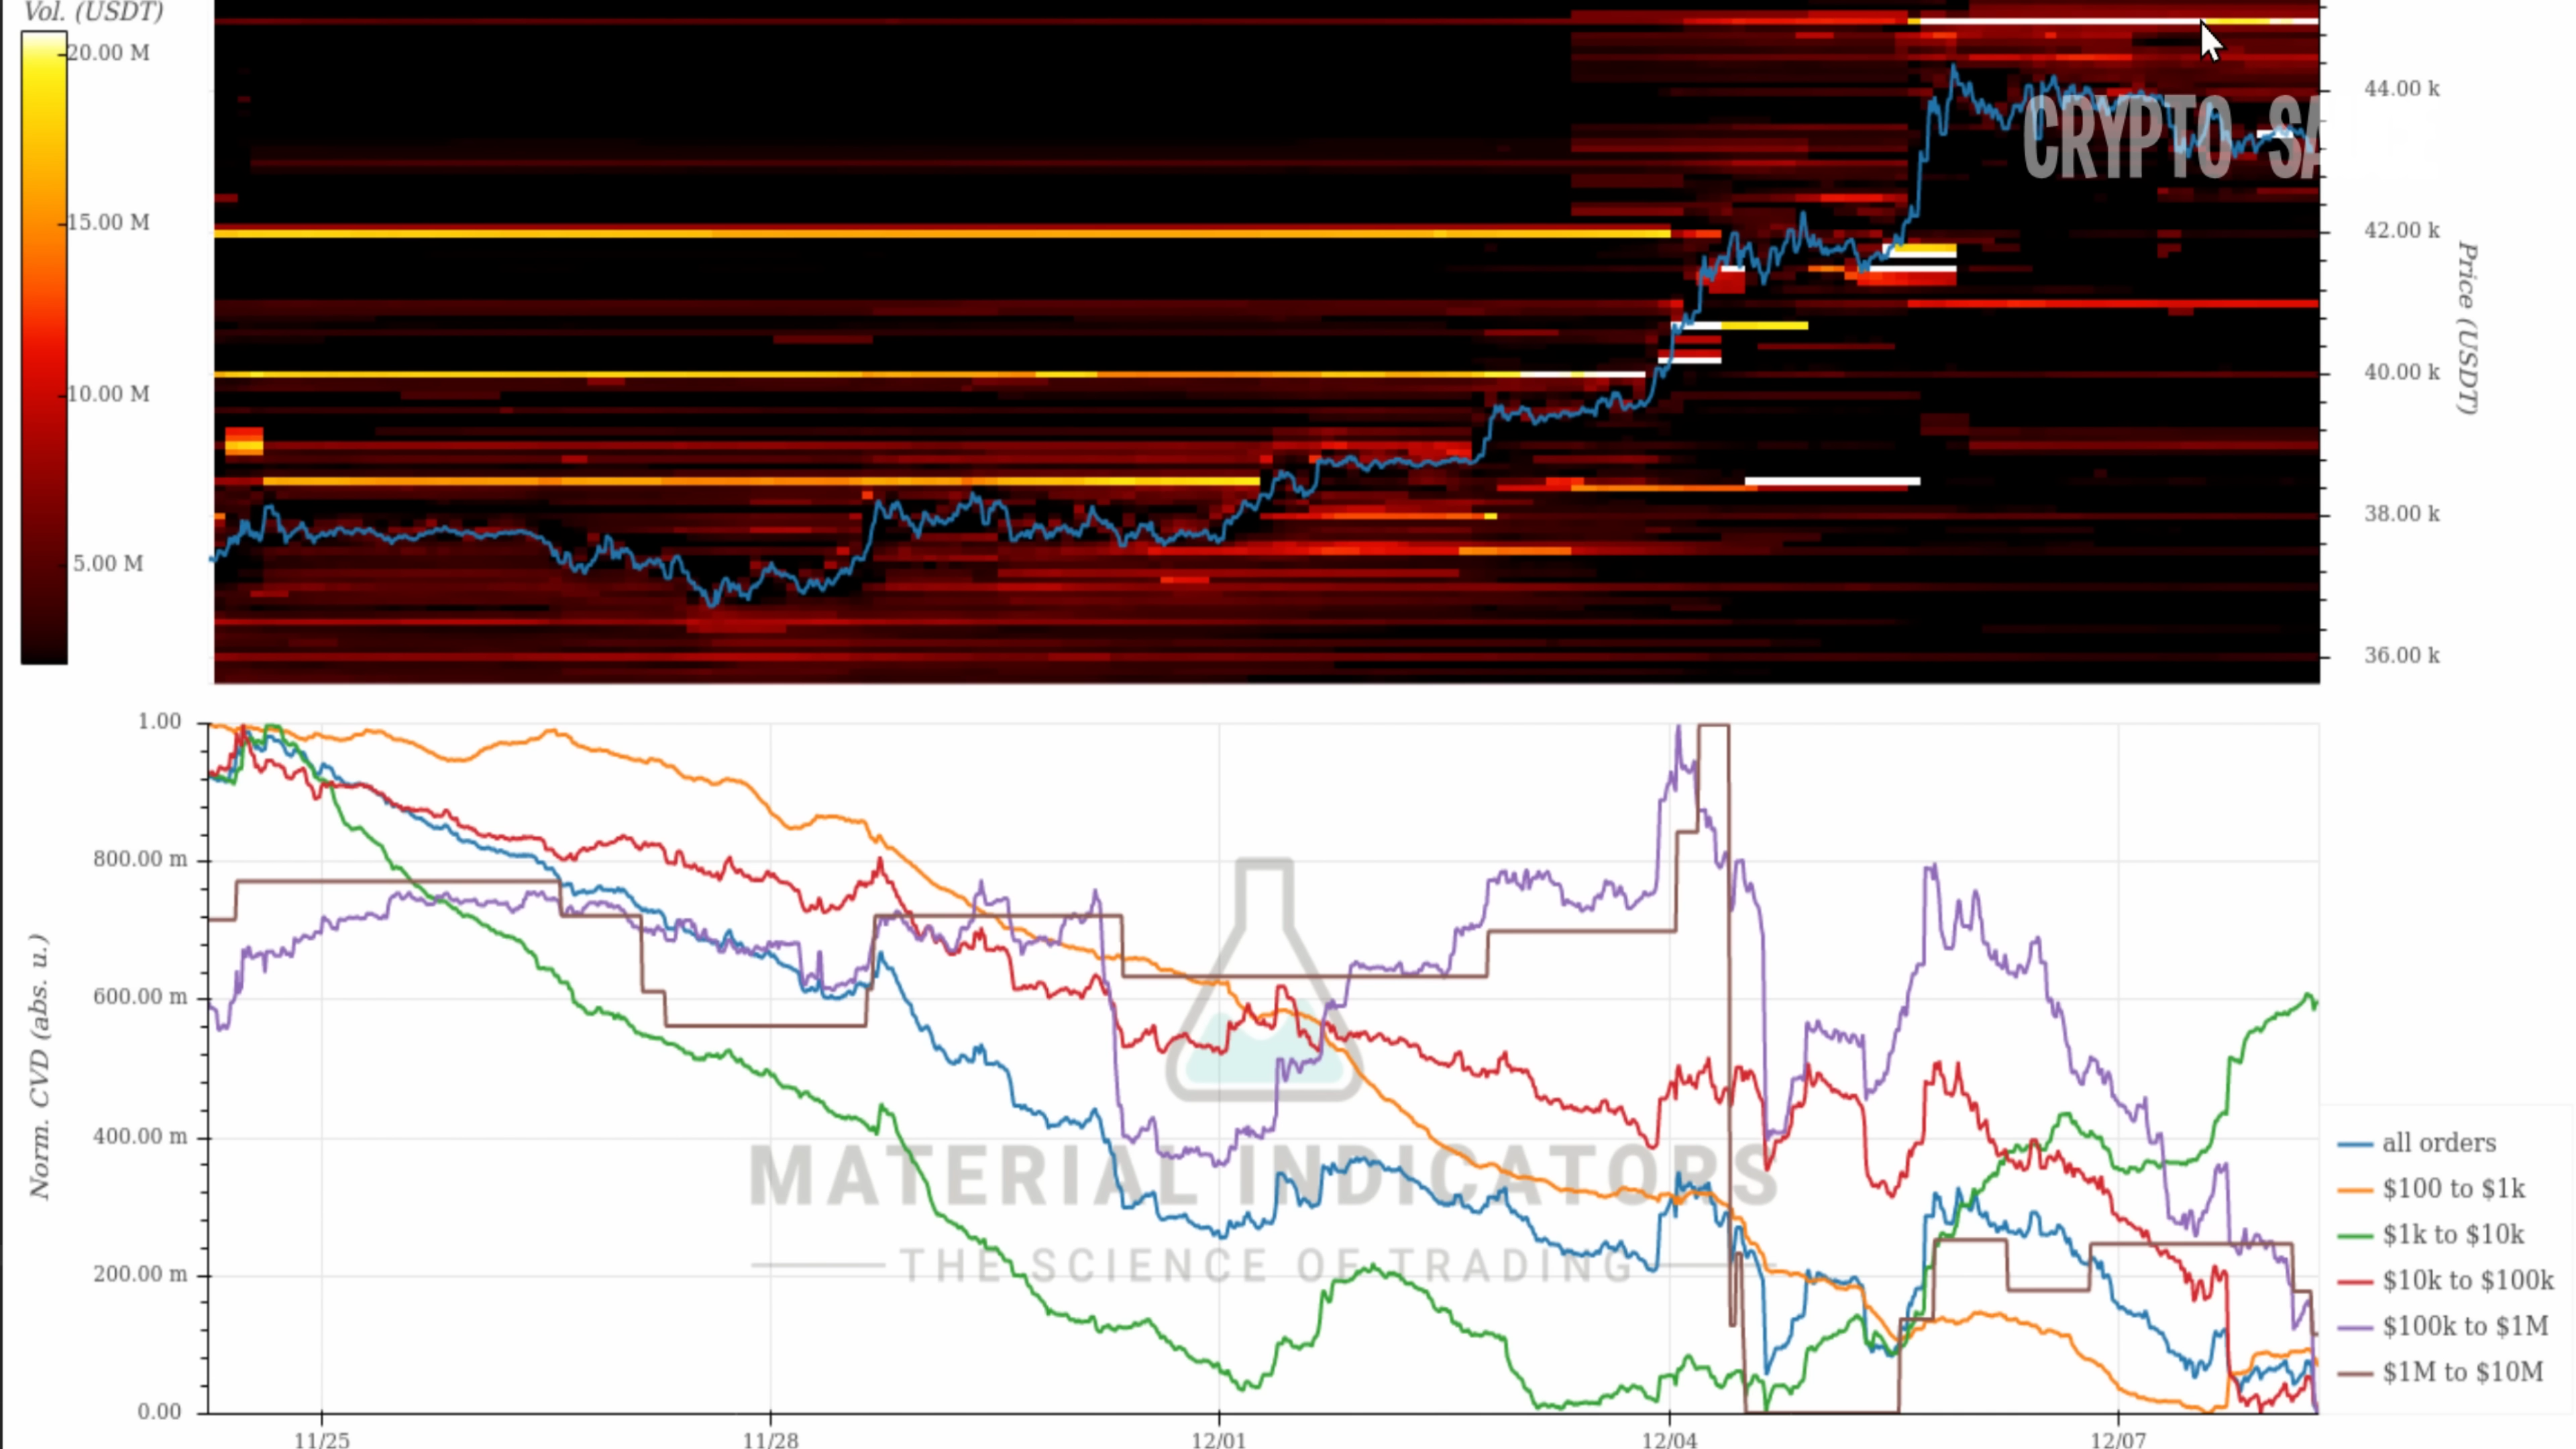 Vol. (USDT)
20.00 M
15.00 M
10.00 M
5.00 M
44.00 k
42.00 k
40.00 k
38.00 k
36.00 k
Price (USDT)
CRYPTO
1.00
800.00 m
600.00 m
400.00 m
200.00 m
0.00
Norm. CVD (abs. u.)
MATERIAL INDICATORS
THE SCIENCE OF TRADING
all orders
$100 to $1k
$1k to $10k
$10k to $100k
$100k to $1M
$1M to $10M
11/25
11/28
12/01
12/04
12/07